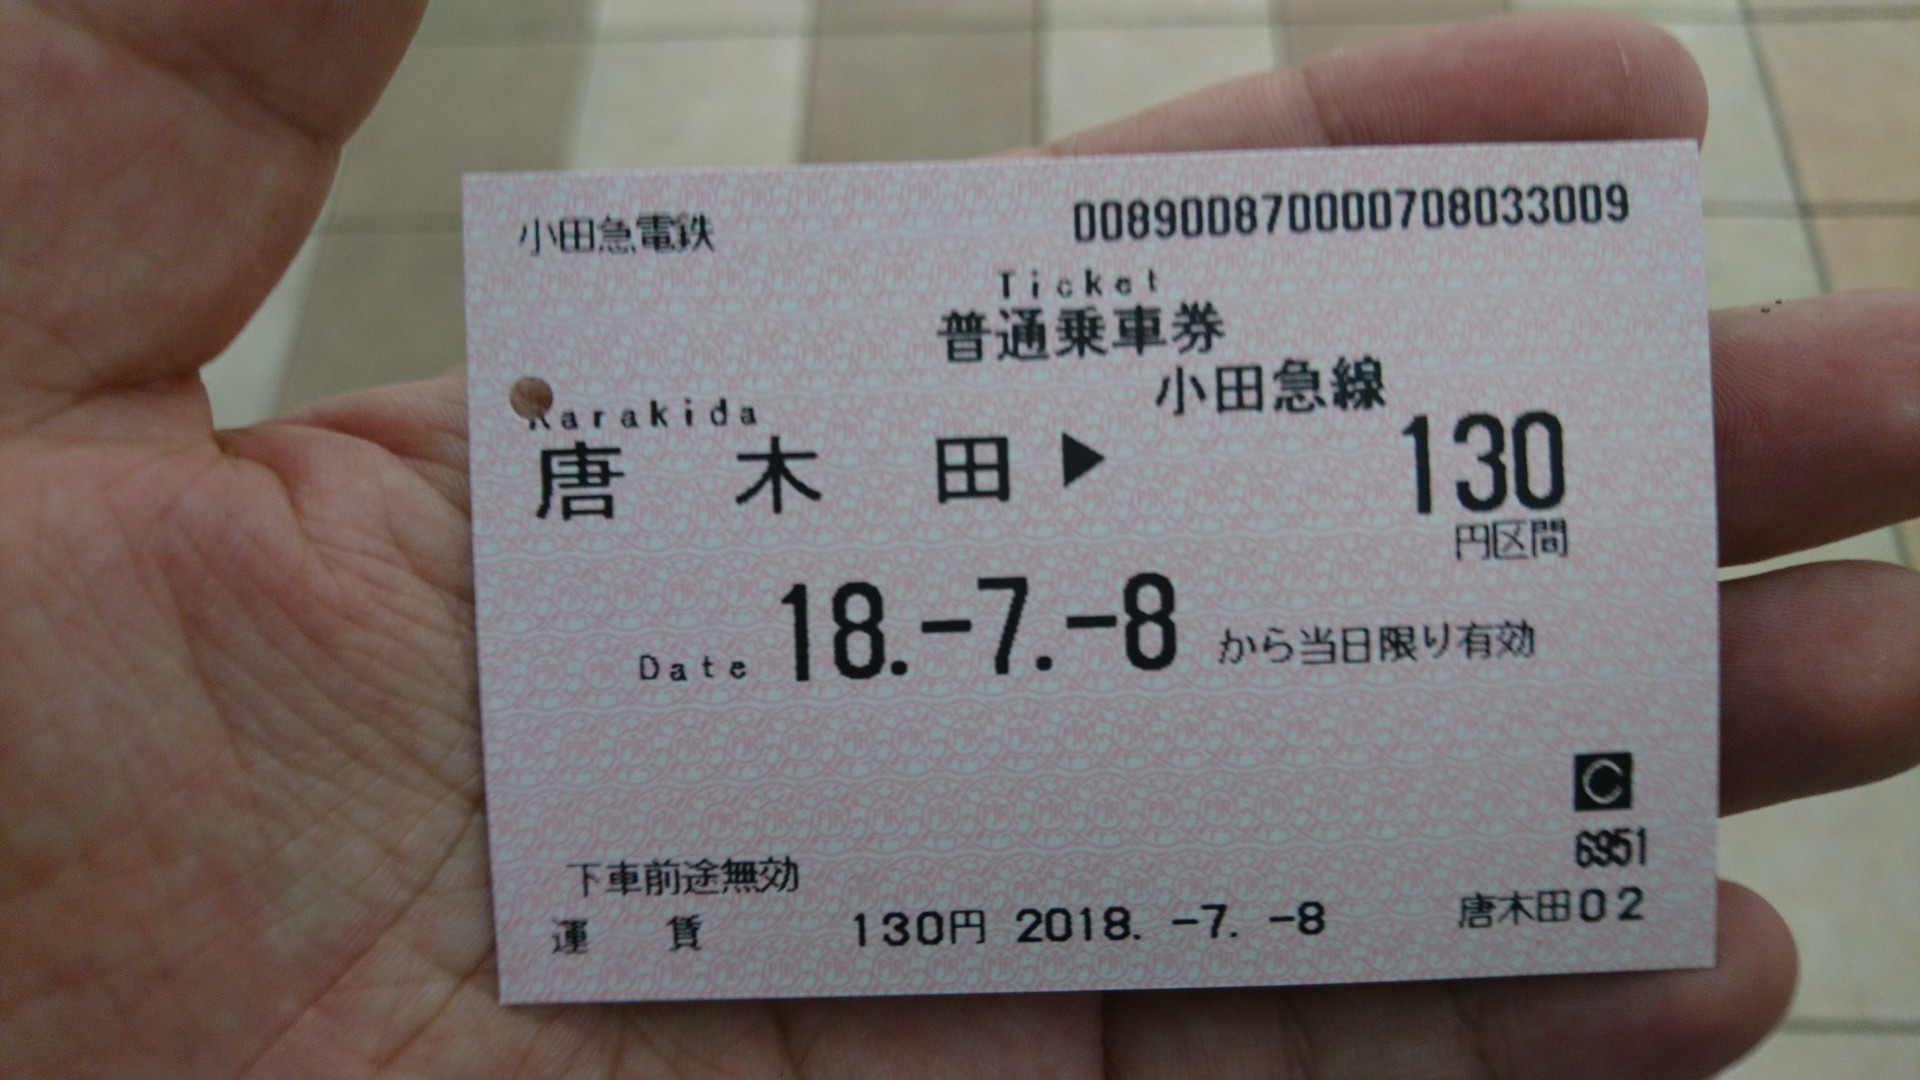 小田急電鉄
0089008700000708033009
Ticket
普通乗車券
小田急線
Karakida
唐木田▶ 130
円区間
Date 18.-7.-8 から当日限り有効
C
6951
下車前途無効
運賃 130円 2018. -7. -8 唐木田02